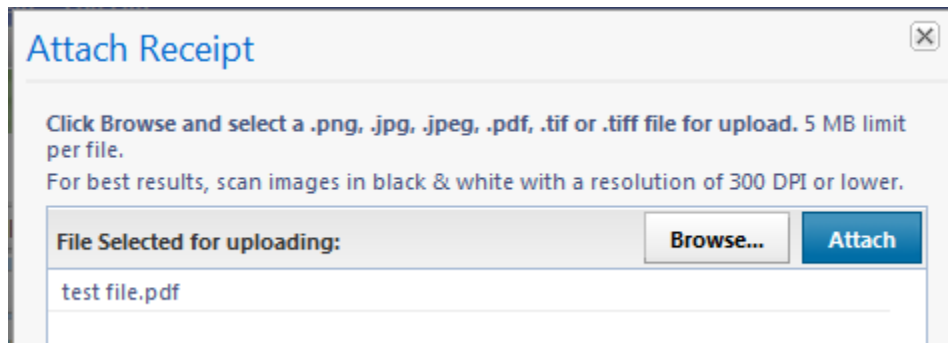 Attach Receipt
Click Browse and select a .png, .jpg, .jpeg, .pdf, .tif or .tiff file for upload. 5 MB limit
per file.
For best results, scan images in black & white with a resolution of 300 DPI or lower.
File Selected for uploading: Browse... Attach
test file.pdf